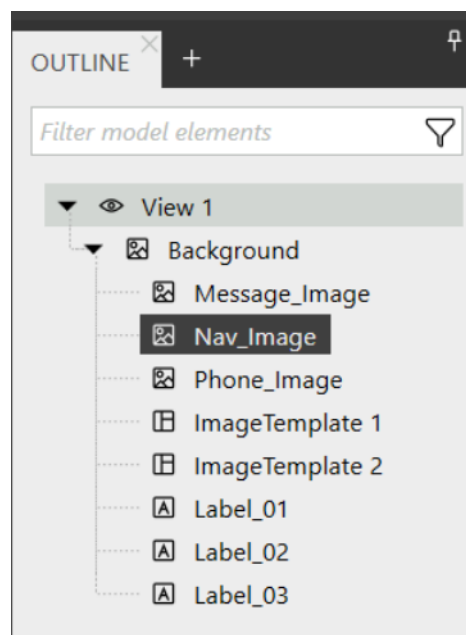 OUTLINE
Filter model elements
View 1
Background
Message_Image
Nav_Image
Phone_Image
ImageTemplate 1
ImageTemplate 2
Label_01
Label_02
Label_03